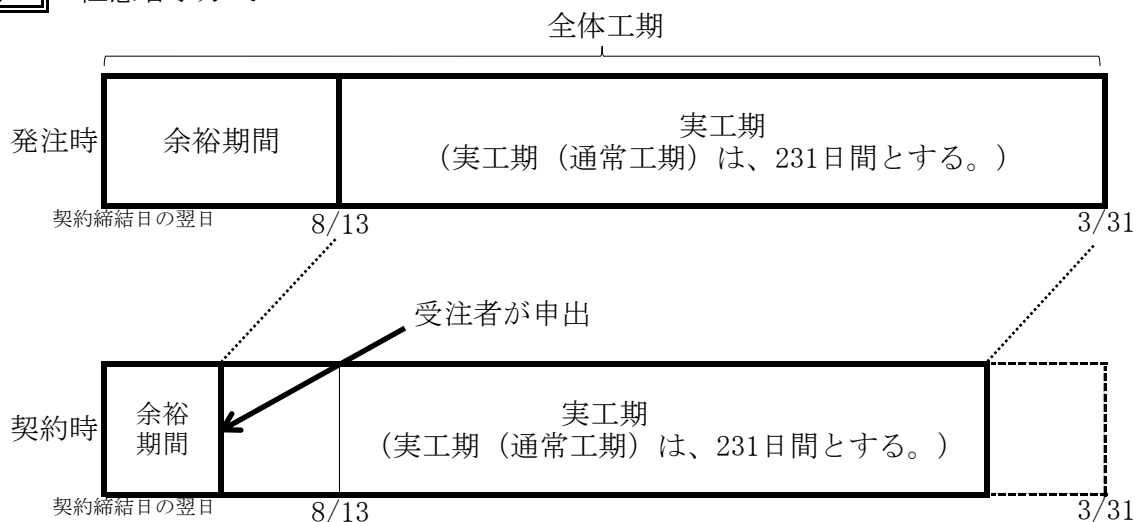 全体工期
発注時
余裕期間
実工期
（実工期（通常工期）は、231日間とする。）
契約締結日の翌日
8/13
3/31
受注者が申出
契約時
余裕
期間
実工期
（実工期（通常工期）は、231日間とする。）
契約締結日の翌日
8/13
3/31